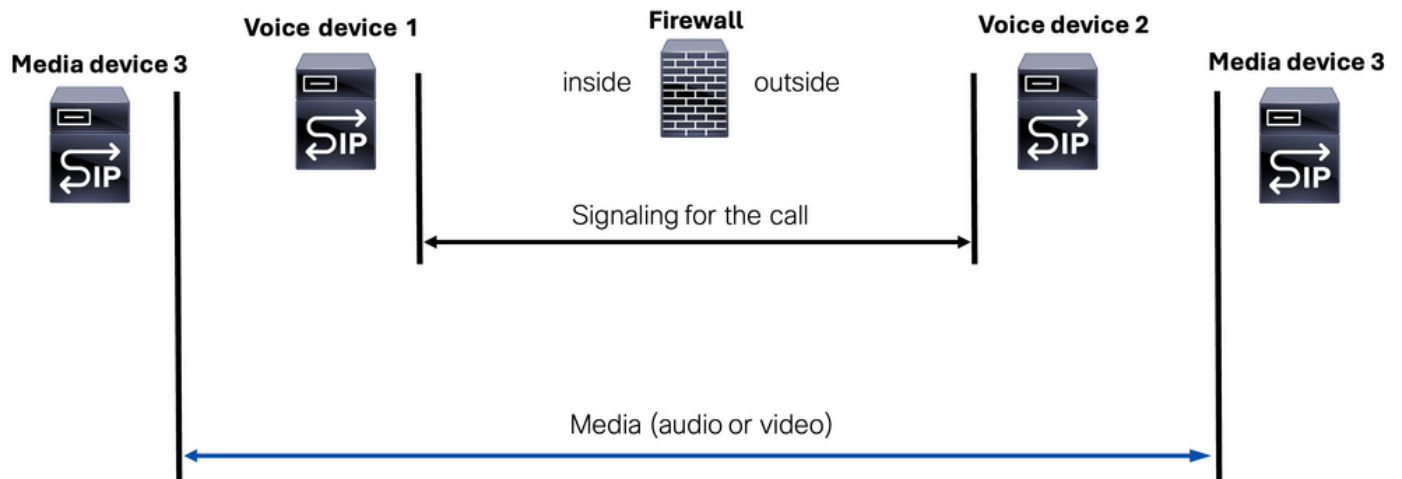 Firewall
Voice device 1
Voice device 2
Media device 3
Media device 3
inside
outside
SIP
SIP
SIP
SIP
Signaling for the call
Media (audio or video)